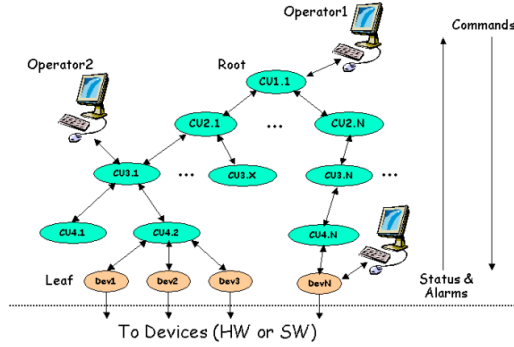 Operator1
Commands
Operator2
Root
CU1.1
CU2.1
...
CU2.N
CU3.1
...
CU3.X
CU3.N
...
CU4.1
CU4.2
CU4.N
Leaf
Dev1
Dev2
Dev3
DevN
Status &
Alarms
To Devices (HW or SW)